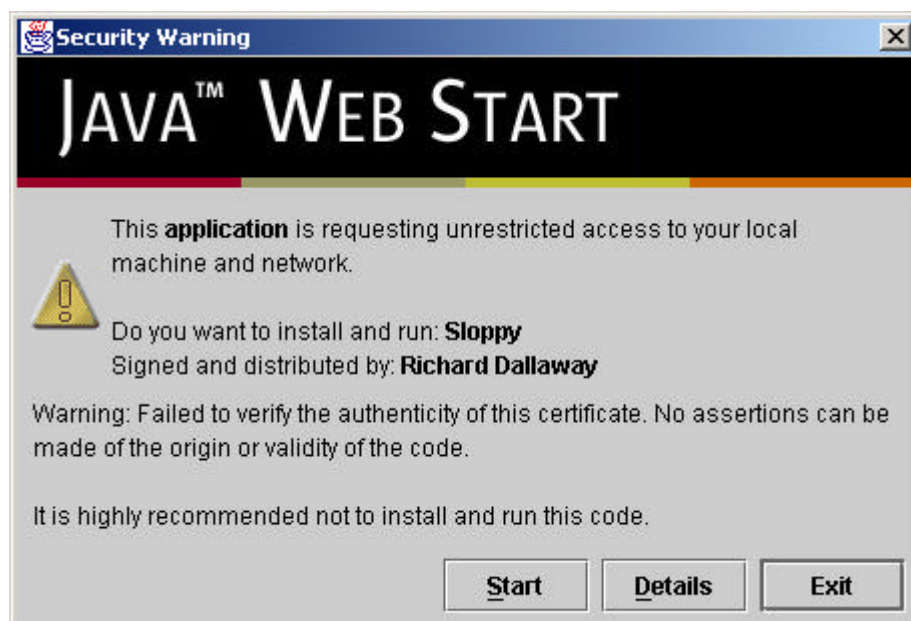 Security Warning
JAVA™ WEB START
This application is requesting unrestricted access to your local
machine and network.
Do you want to install and run: Sloppy
Signed and distributed by: Richard Dallaway
Warning: Failed to verify the authenticity of this certificate. No assertions can be
made of the origin or validity of the code.
It is highly recommended not to install and run this code.
Start Details Exit